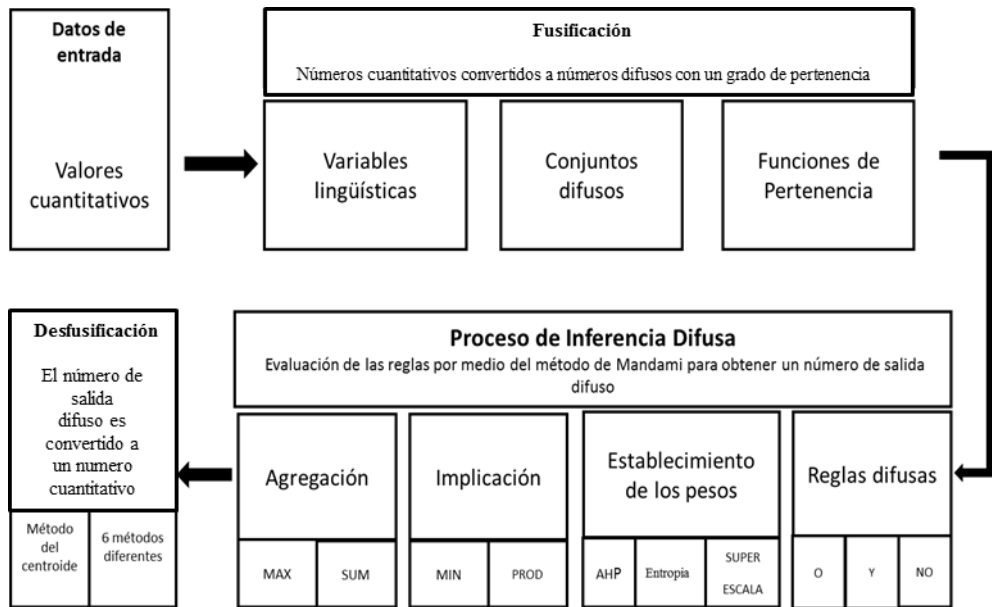 Datos de
entrada
Valores
cuantitativos
Fusificación
Números cuantitativos convertidos a números difusos con un grado de pertenencia
Variables
lingüísticas
Conjuntos
difusos
Funciones de
Pertenencia
Proceso de Inferencia Difusa
Evaluación de las reglas por medio del método de Mandami para obtener un número de salida
difuso
Reglas difusas
O
Y
NO
Establecimiento
de los pesos
AHP
Entropia
SUPER
ESCALA
Implicación
MIN
PROD
Agregación
MAX
SUM
Desfusificación
El número de
salida
difuso es
convertido a
un numero
cuantitativo
Método
del
centroide
6 métodos
diferentes